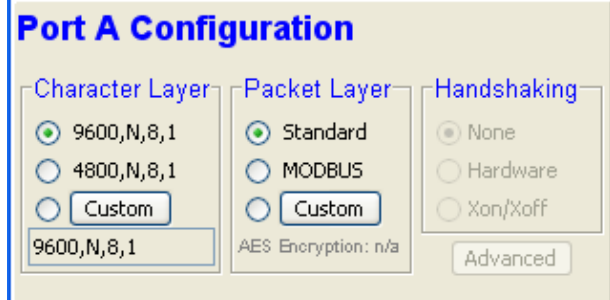 Port A Configuration
Character Layer
9600,N,8,1
4800,N,8,1
Custom
9600,N,8,1
Packet Layer
Standard
MODBUS
Custom
AES Encryption: n/a
Handshaking
None
Hardware
Xon/Xoff
Advanced